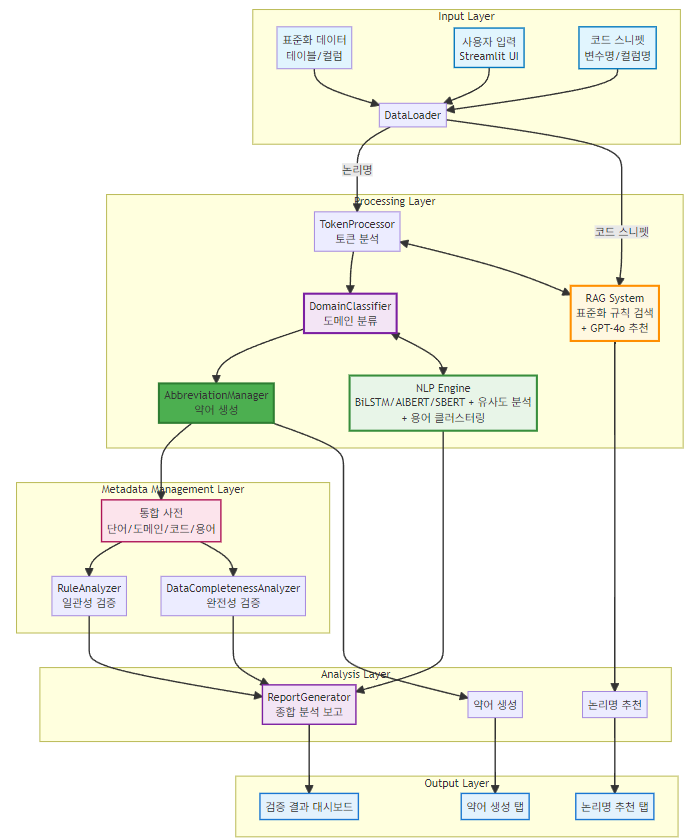 Input Layer
표준화 데이터
테이블/컬럼
사용자 입력
Streamlit UI
코드 스니펫
변수명/컬럼명
DataLoader
논리명
Processing Layer
TokenProcessor
토큰 분석
코드 스니펫
DomainClassifier
도메인 분류
RAG System
표준화 규칙 검색
+ GPT-4o 추천
AbbreviationManager
약어 생성
NLP Engine
BiLSTM/AlBERT/SBERT + 유사도 분석
+ 용어 클러스터링
Metadata Management Layer
통합 사전
단어/도메인/코드/용어
RuleAnalyzer
일관성 검증
DataCompletenessAnalyzer
완전성 검증
Analysis Layer
ReportGenerator
종합 분석 보고
약어 생성
논리명 추천
Output Layer
검증 결과 대시보드
약어 생성 탭
논리명 추천 탭